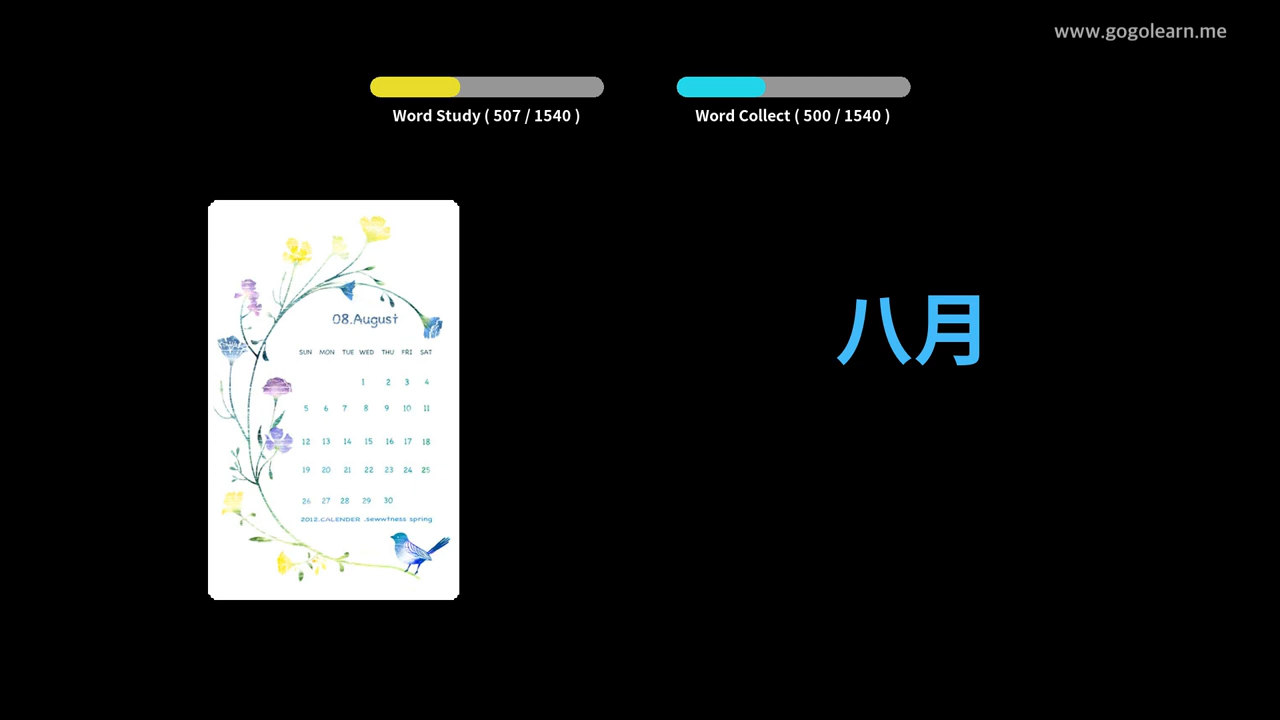 www.gogolearn.me
Word Study ( 507 / 1540 )
Word Collect ( 500 / 1540 )
八月
08.August
SUN MON TUE WED THU FRI SAT
1 2 3 4
5 6 7 8 9 10 11
12 13 14 15 16 17 18
19 20 21 22 23 24 25
26 27 28 29 30
2012.CALENDER .sewwtness spring